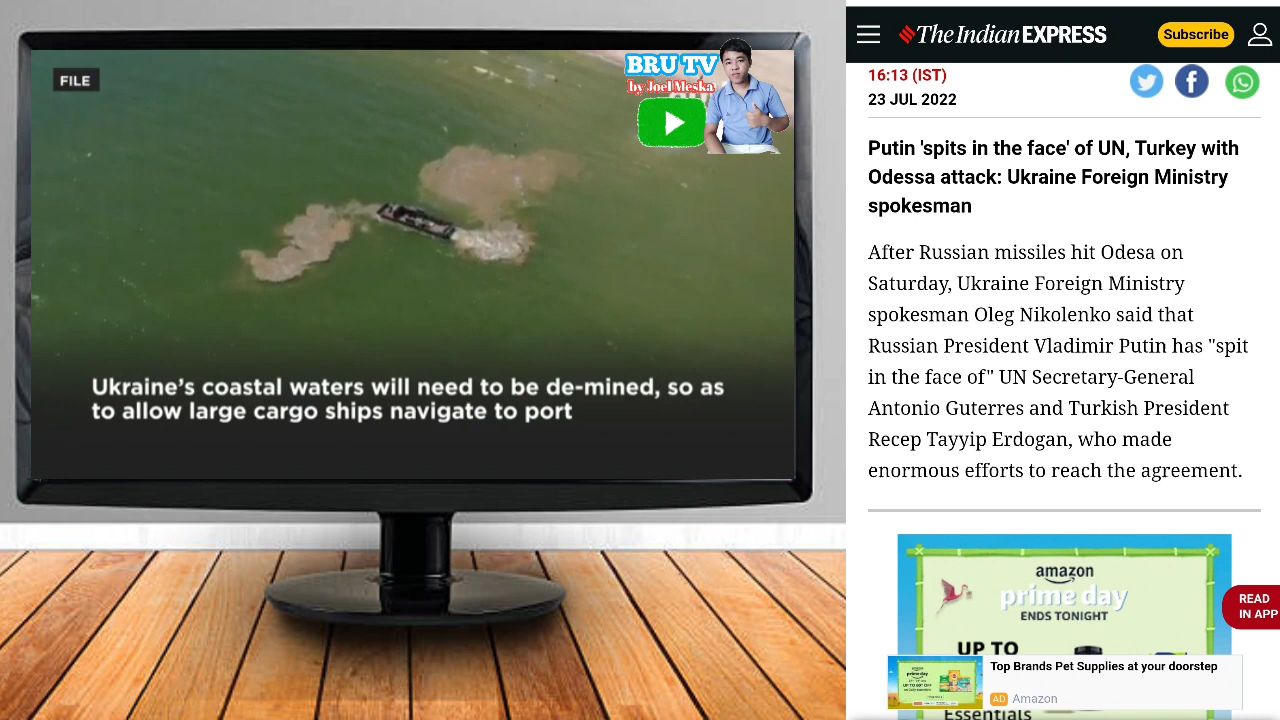 FILE
BRU TV
by Joel Meska
Ukraine's coastal waters will need to be de-mined, so as
to allow large cargo ships navigate to port
The Indian EXPRESS
Subscribe
16:13 (IST)
23 JUL 2022
Putin 'spits in the face' of UN, Turkey with
Odessa attack: Ukraine Foreign Ministry
spokesman
After Russian missiles hit Odesa on
Saturday, Ukraine Foreign Ministry
spokesman Oleg Nikolenko said that
Russian President Vladimir Putin has "spit
in the face of" UN Secretary-General
Antonio Guterres and Turkish President
Recep Tayyip Erdogan, who made
enormous efforts to reach the agreement.
amazon
prime day
ENDS TONIGHT
READ
IN APP
UP TO
Top Brands Pet Supplies at your doorstep
AD Amazon
Essentials